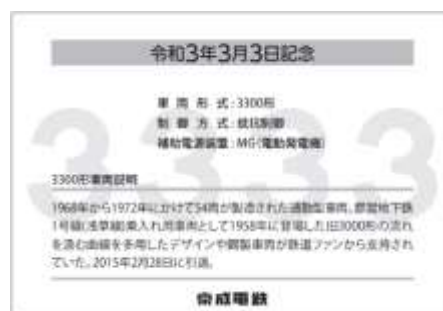 令和3年3月3日記念
車両形式:3300形
制御方式:抵抗制御
補助電源装置:MG(電動発電機)
3 3 3 3
3300形車両説明
1968年から1972年にかけて54両が製造された通勤型車両。都営地下鉄
1号線(浅草線)乗入れ用車両として1958年に登場した旧3000形の流れ
を汲む曲線を多用したデザインや鋼製車両が鉄道ファンから支持され
ていた。2015年2月28日に引退。
京成電鉄